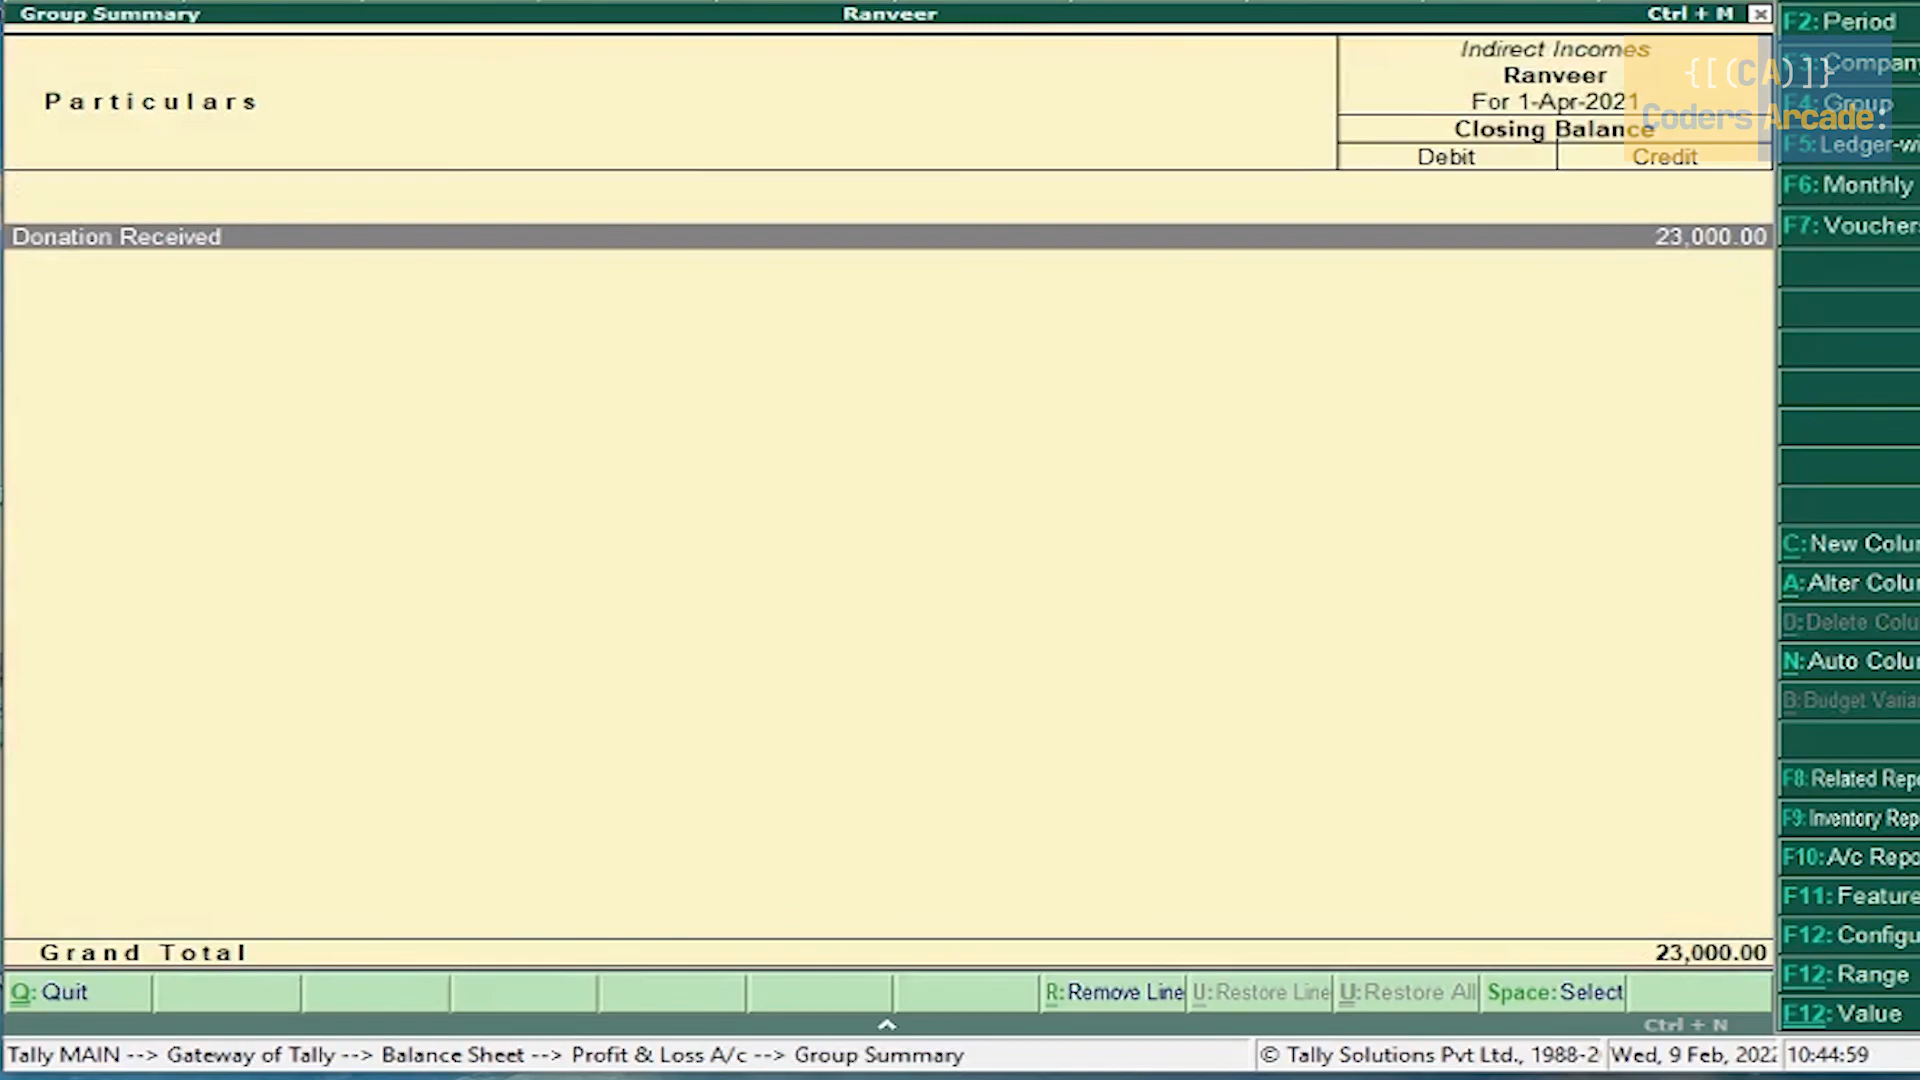 Group Summary Ranveer Ctrl + M
Particulars
Indirect Incomes
Ranveer
For 1-Apr-2021
Closing Balance
Debit Credit
Donation Received 23,000.00
Grand Total 23,000.00
Q: Quit R: Remove Line U: Restore Line U: Restore All Space: Select
Ctrl + N
Tally MAIN --> Gateway of Tally --> Balance Sheet --> Profit & Loss A/c --> Group Summary © Tally Solutions Pvt Ltd., 1988-2 Wed, 9 Feb, 2022 10:44:59
F2: Period
F3: Company
F4: Group
F5: Ledger-w
F6: Monthly
F7: Voucher
C: New Colu
A: Alter Colu
D: Delete Colu
N: Auto Colu
B: Budget Varia
F8: Related Repo
F9: Inventory Rep
F10: A/c Repo
F11: Feature
F12: Configu
F12: Range
F12: Value
{[(CA)]}
Coders Arcade: